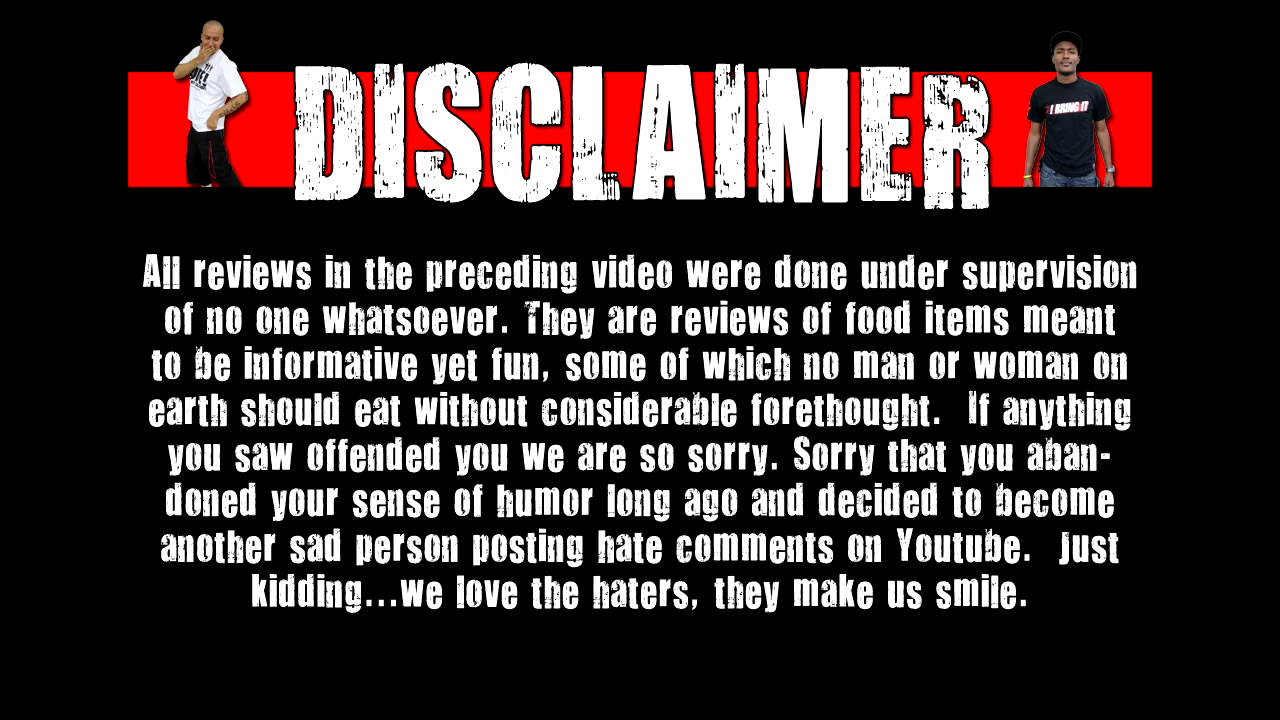 DISCLAIMER
I BRING IT
All reviews in the preceding video were done under supervision
of no one whatsoever. They are reviews of food items meant
to be informative yet fun, some of which no man or woman on
earth should eat without considerable forethought. If anything
you saw offended you we are so sorry. Sorry that you aban-
doned your sense of humor long ago and decided to become
another sad person posting hate comments on Youtube. Just
kidding...we love the haters, they make us smile.